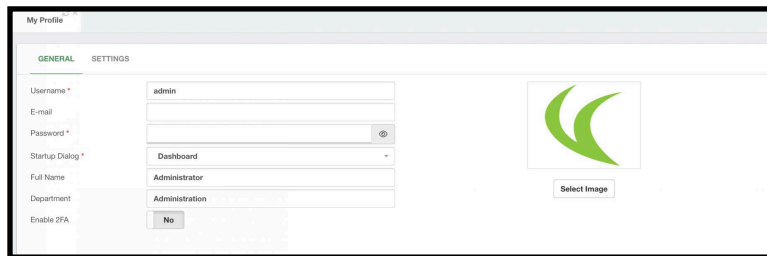 My Profile
GENERAL SETTINGS
Username * admin
E-mail
Password *
Startup Dialog * Dashboard
Full Name Administrator
Department Administration
Enable 2FA No
Select Image